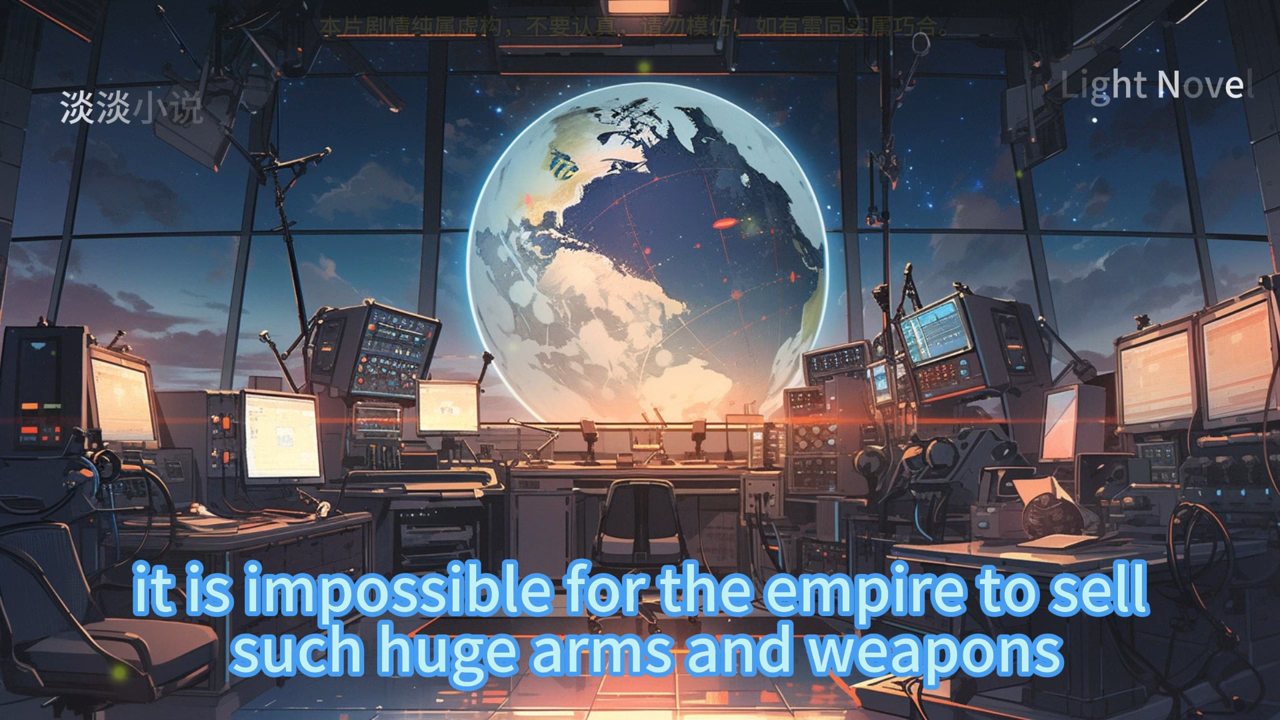 本片剧情纯属虚构，不要认真，请勿模仿！如有雷同实属巧合。
淡淡小说
Light Novel
it is impossible for the empire to sell
such huge arms and weapons